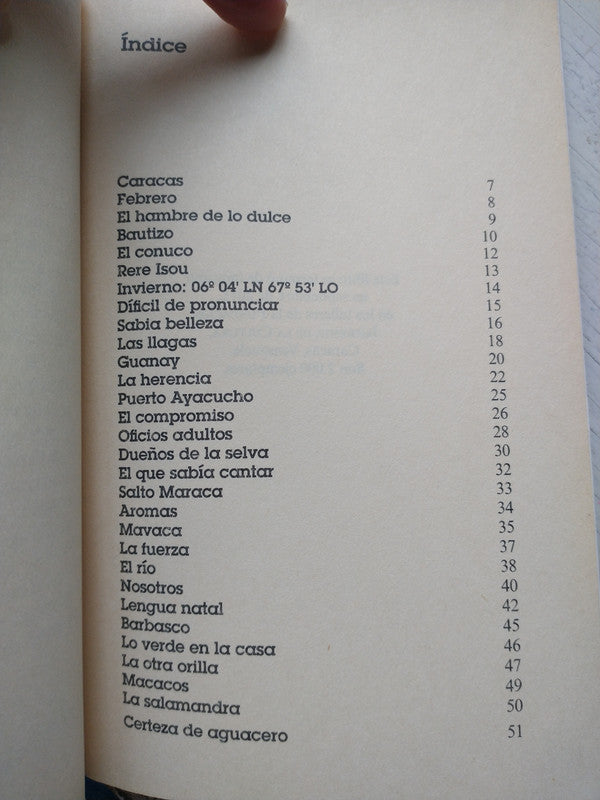 Índice
Caracas 7
Febrero 8
El hambre de lo dulce 9
Bautizo 10
El conuco 12
Rere Isou 13
Invierno: 06º 04' LN 67º 53' LO 14
Díficil de pronunciar 15
Sabia belleza 16
Las llagas 18
Guanay 20
La herencia 22
Puerto Ayacucho 25
El compromiso 26
Oficios adultos 28
Dueños de la selva 30
El que sabía cantar 32
Salto Maraca 33
Aromas 34
Mavaca 35
La fuerza 37
El río 38
Nosotros 40
Lengua natal 42
Barbasco 45
Lo verde en la casa 46
La otra orilla 47
Macacos 49
La salamandra 50
Certeza de aguacero 51